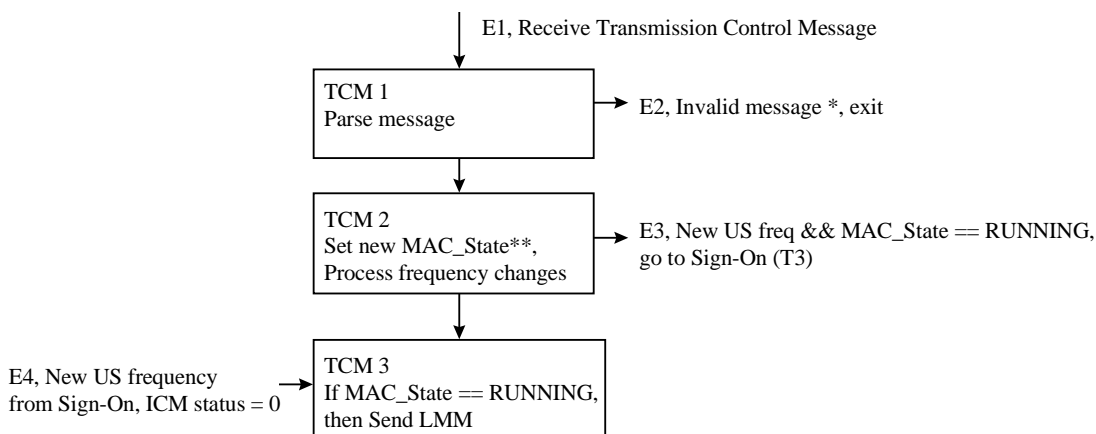 E1, Receive Transmission Control Message
TCM 1
Parse message
E2, Invalid message *, exit
TCM 2
Set new MAC_State**,
Process frequency changes
E3, New US freq && MAC_State == RUNNING,
go to Sign-On (T3)
E4, New US frequency
from Sign-On, ICM status = 0
TCM 3
If MAC_State == RUNNING,
then Send LMM